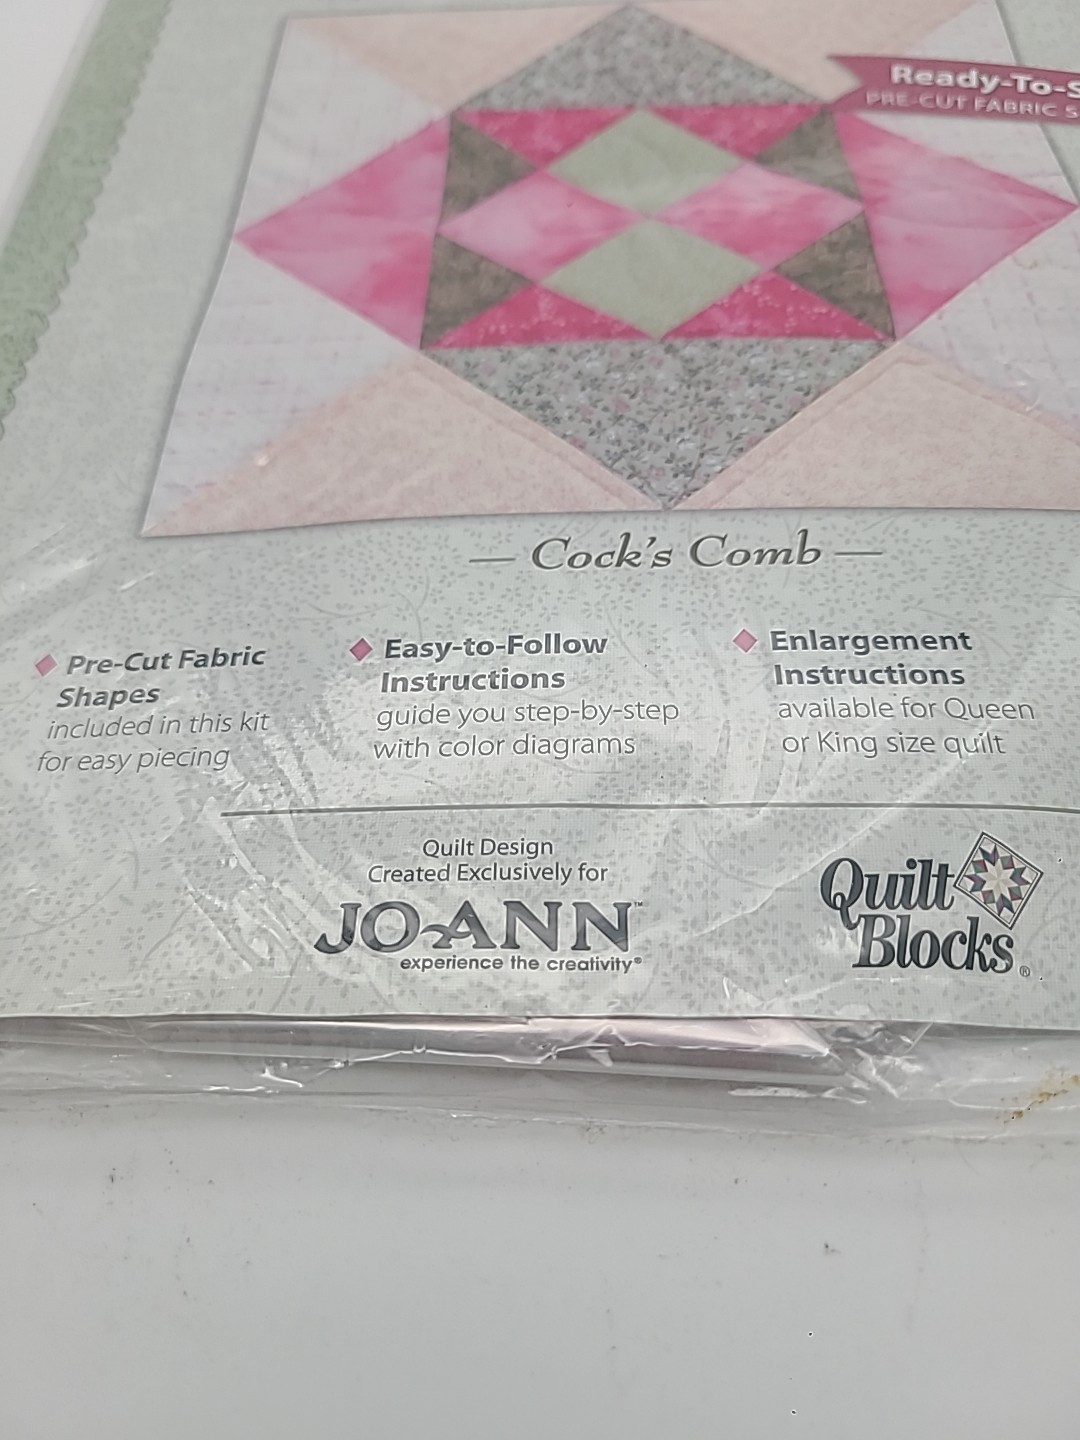 Ready-To-S
PRE-CUT FABRIC S
— Cock's Comb —
Pre-Cut Fabric
Shapes
included in this kit
for easy piecing
Easy-to-Follow
Instructions
guide you step-by-step
with color diagrams
Enlargement
Instructions
available for Queen
or King size quilt
Quilt Design
Created Exclusively for
JO-ANN™
experience the creativity®
Quilt
Blocks®